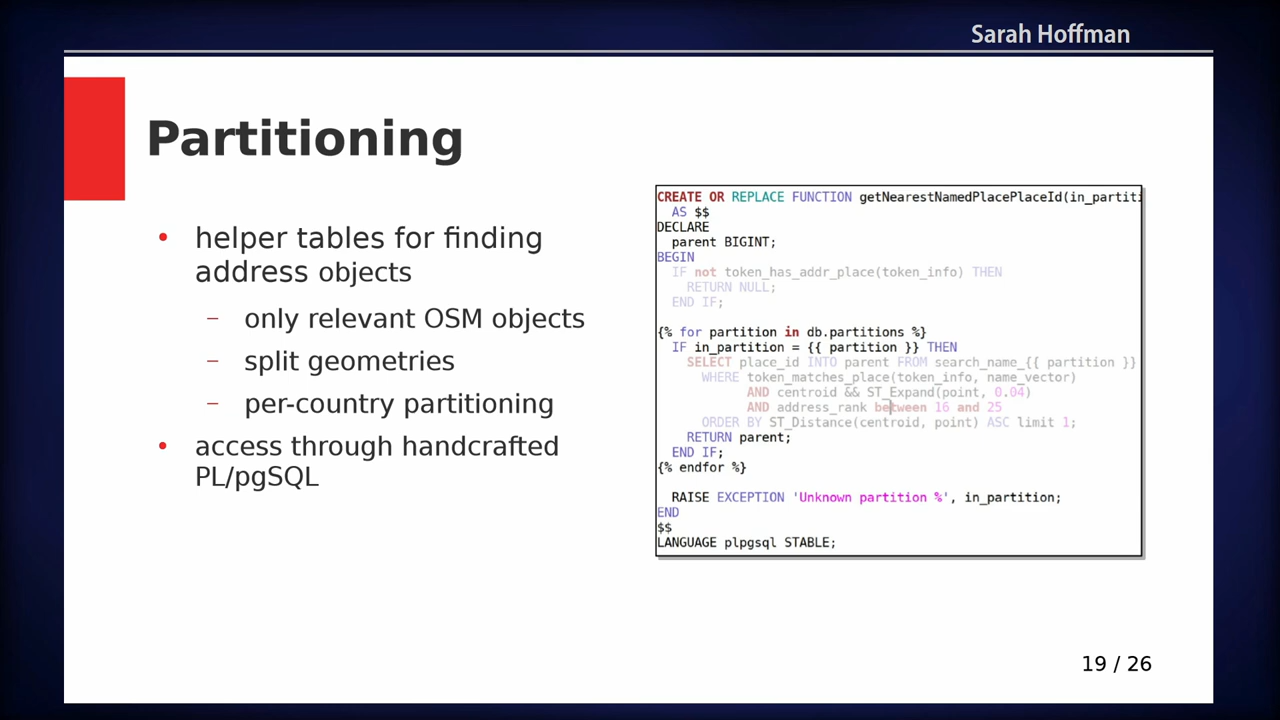 Sarah Hoffman
Partitioning
• helper tables for finding
address objects
– only relevant OSM objects
– split geometries
– per-country partitioning
• access through handcrafted
PL/pgSQL
CREATE OR REPLACE FUNCTION getNearestNamedPlacePlaceId(in_partiti
AS $$
DECLARE
parent BIGINT;
BEGIN
IF not token_has_addr_place(token_info) THEN
RETURN NULL;
END IF;
{% for partition in db.partitions %}
IF in_partition = {{ partition }} THEN
SELECT place_id INTO parent FROM search_name_{{ partition }}
WHERE token_matches_place(token_info, name_vector)
AND centroid && ST_Expand(point, 0.04)
AND address_rank between 16 and 25
ORDER BY ST_Distance(centroid, point) ASC limit 1;
RETURN parent;
END IF;
{% endfor %}
RAISE EXCEPTION 'Unknown partition %', in_partition;
END
$$
LANGUAGE plpgsql STABLE;
19 / 26